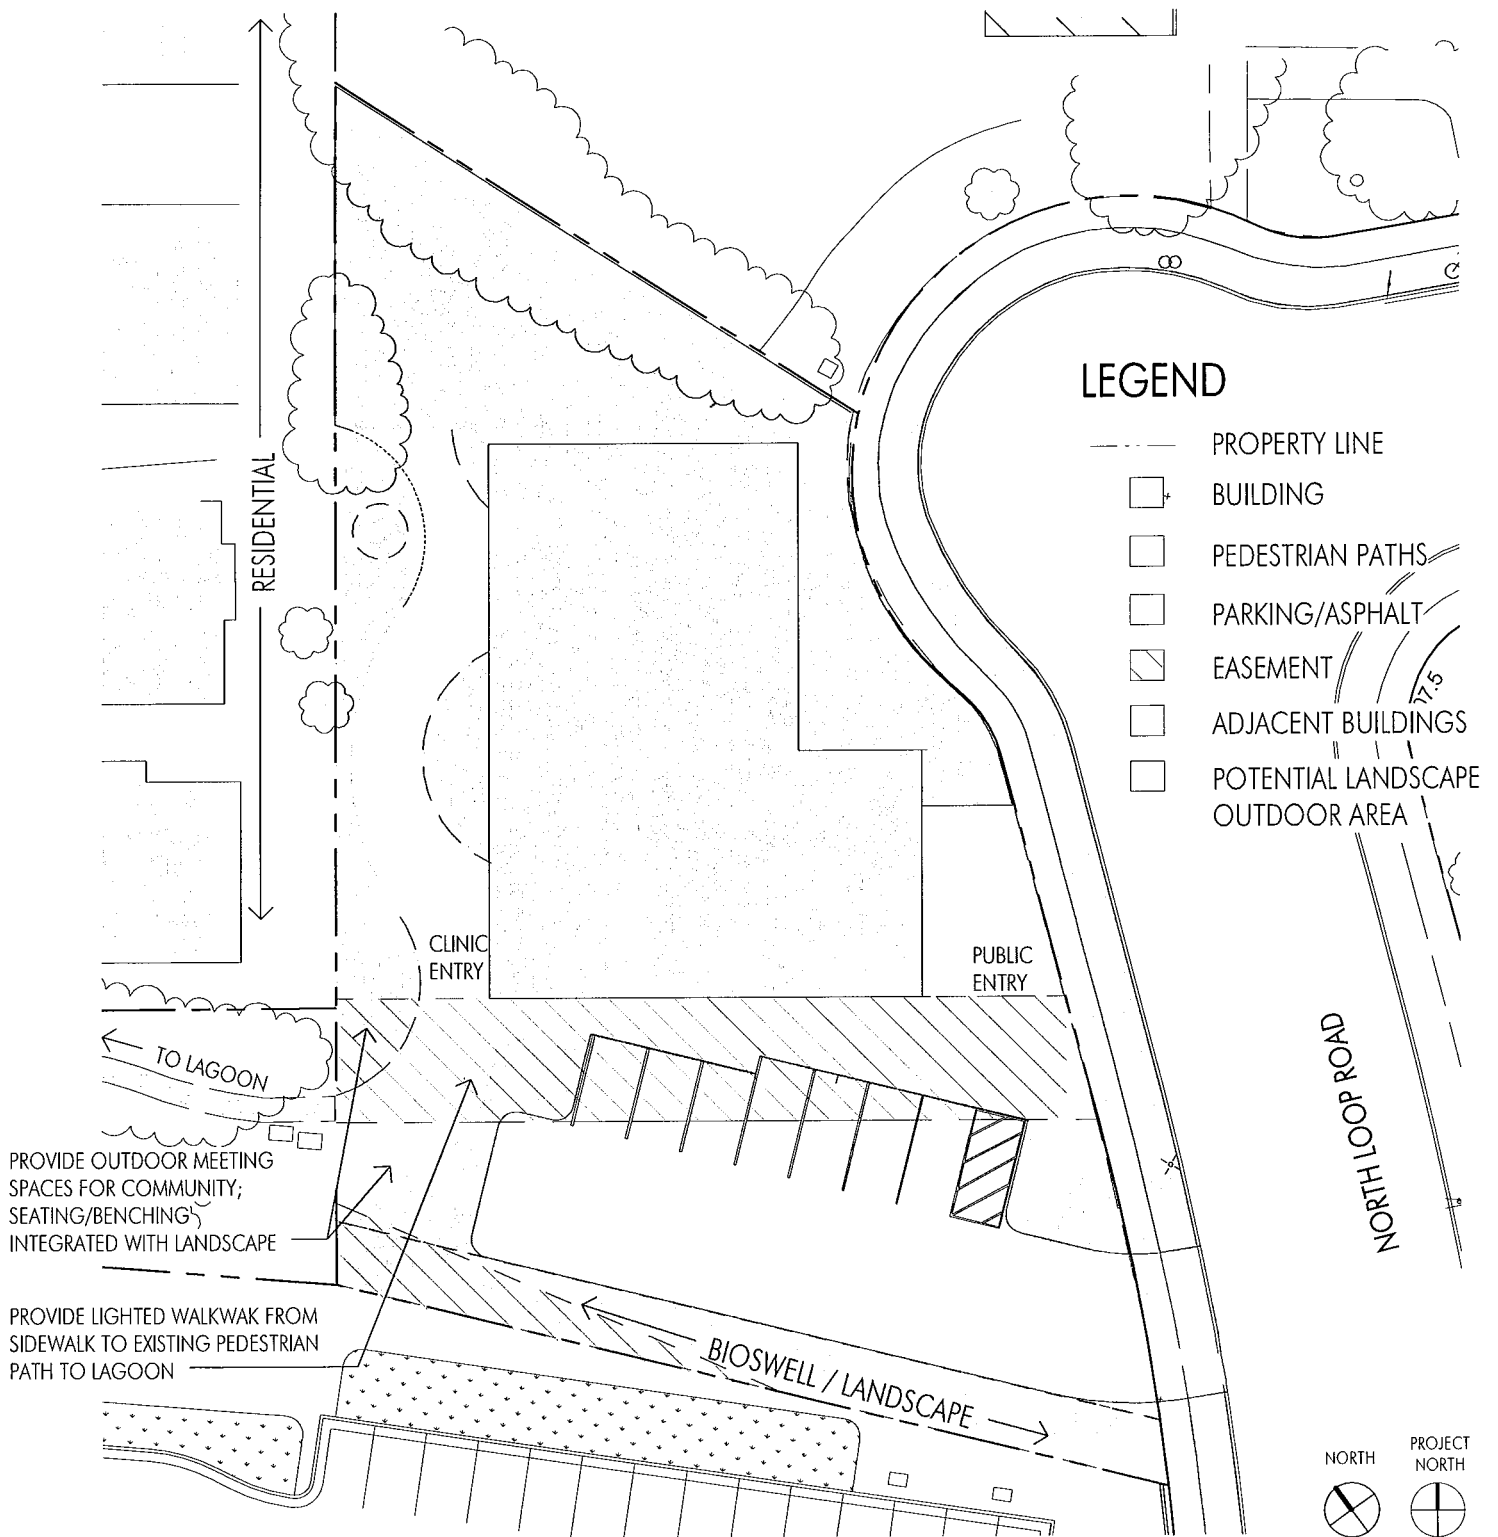 LEGEND
PROPERTY LINE
BUILDING
PEDESTRIAN PATHS
PARKING/ASPHALT
EASEMENT
17.5
ADJACENT BUILDINGS
POTENTIAL LANDSCAPE
OUTDOOR AREA
RESIDENTIAL
CLINIC
ENTRY
PUBLIC
ENTRY
TO LAGOON
NORTH LOOP ROAD
PROVIDE OUTDOOR MEETING
SPACES FOR COMMUNITY;
SEATING/BENCHING
INTEGRATED WITH LANDSCAPE
PROVIDE LIGHTED WALKWAK FROM
SIDEWALK TO EXISTING PEDESTRIAN
PATH TO LAGOON
BIOSWELL / LANDSCAPE
NORTH
PROJECT
NORTH